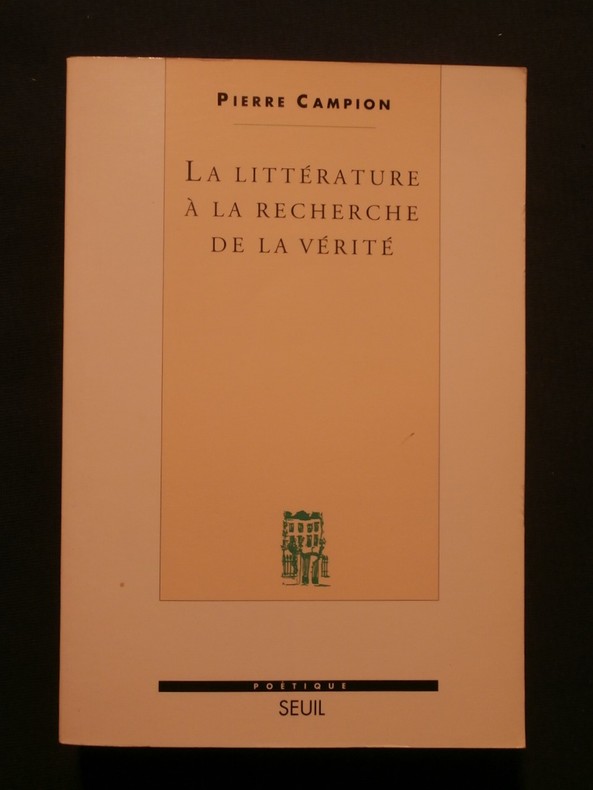 PIERRE CAMPION
LA LITTÉRATURE
À LA RECHERCHE
DE LA VÉRITÉ
POÉTIQUE
SEUIL